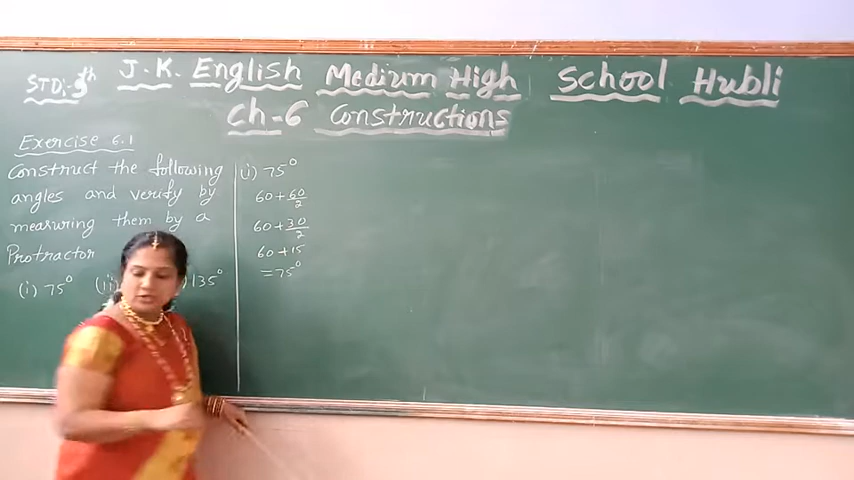 STD:- 9th
J.K. English Medium High School Hubli
Ch-6 Constructions
Exercise 6.1
Construct the following
angles and verify by
measuring them by a
Protractor
(i) 75° (ii) 135°
(i) 75°
60 + 60/2
60 + 30/2
60 + 15
= 75°